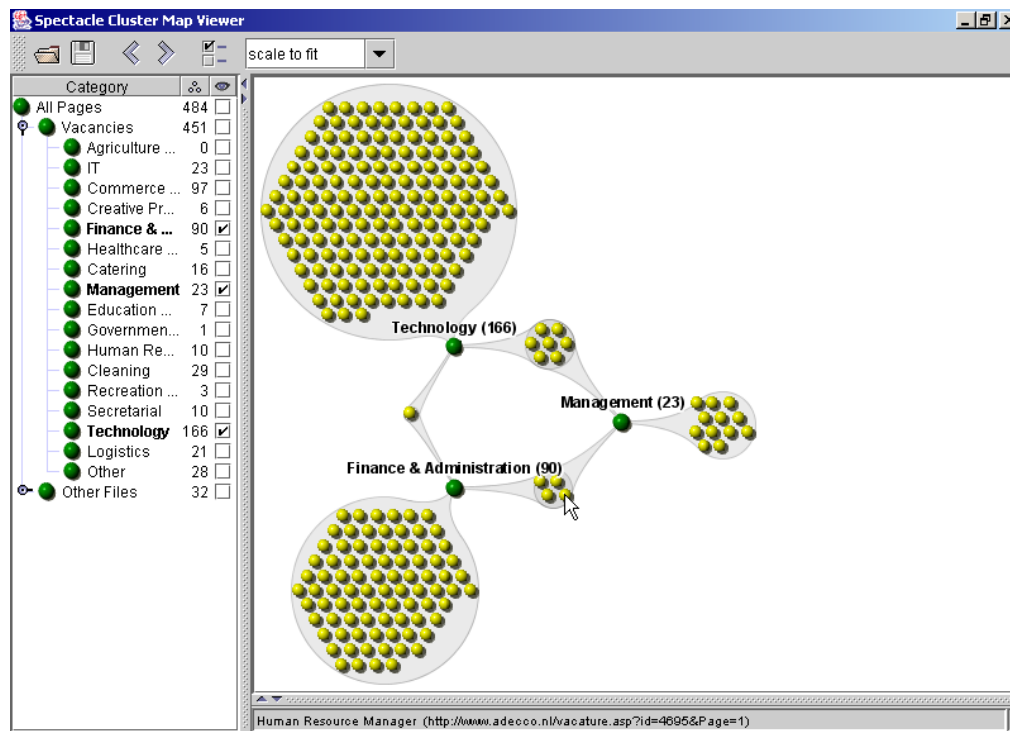 Spectacle Cluster Map Viewer
scale to fit
Category
All Pages 484
Vacancies 451
Agriculture ... 0
IT 23
Commerce ... 97
Creative Pr... 6
Finance & ... 90
Healthcare ... 5
Catering 16
Management 23
Education ... 7
Governmen... 1
Human Re... 10
Cleaning 29
Recreation ... 3
Secretarial 10
Technology 166
Logistics 21
Other 28
Other Files 32
Technology (166)
Management (23)
Finance & Administration (90)
Human Resource Manager (http://www.adecco.nl/vacature.asp?id=4695&Page=1)